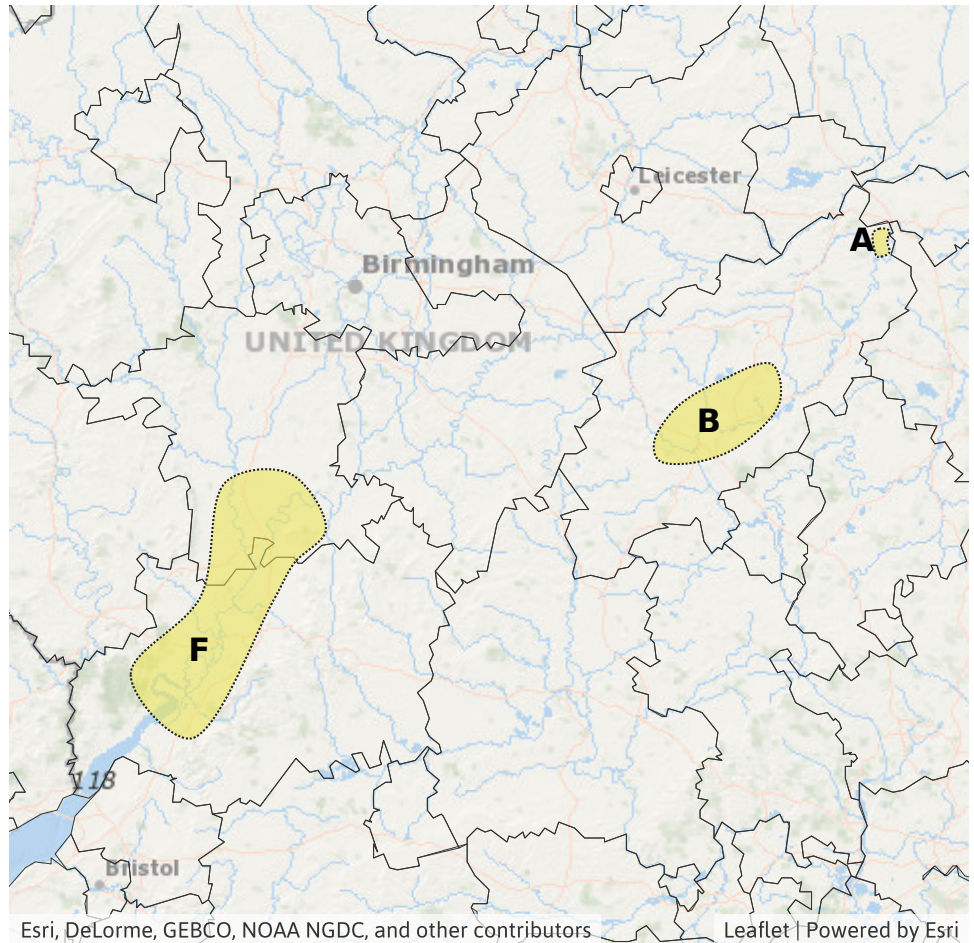 Leicester
A
Birmingham
UNITED KINGDOM
B
F
118
Bristol
Esri, DeLorme, GEBCO, NOAA NGDC, and other contributors
Leaflet | Powered by Esri